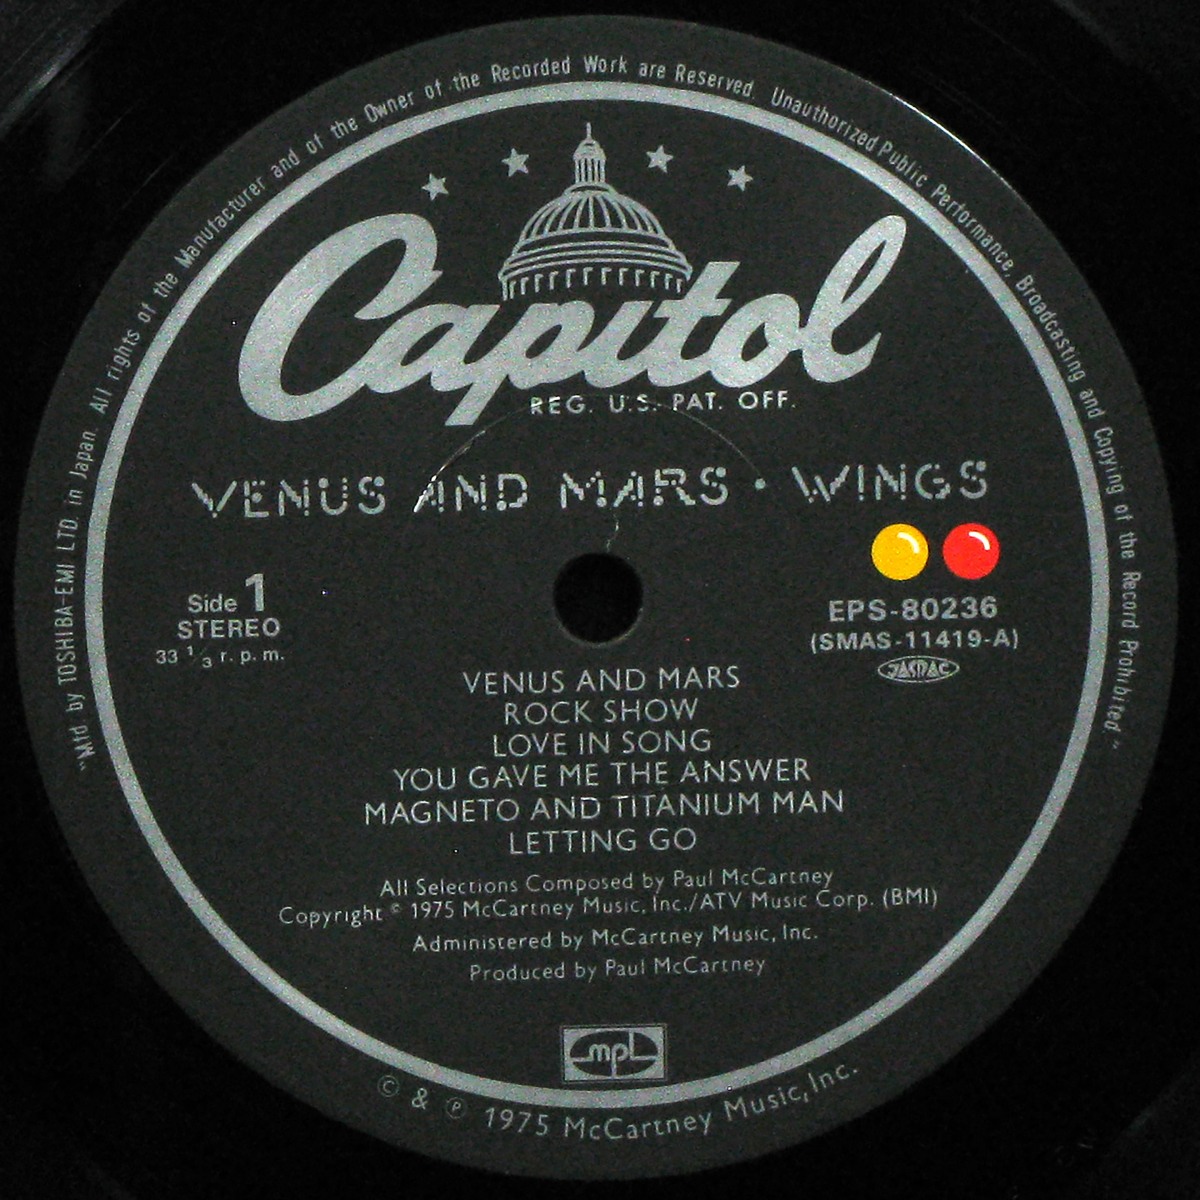 "Mfd by TOSHIBA-EMI LTD. in Japan. All rights of the Manufacturer and of the Owner of the Recorded Work are Reserved. Unauthorized Public Performance, Broadcasting and Copying of the Record Prohibited."
Capitol
REG. U.S. PAT. OFF.
VENUS AND MARS · WINGS
Side 1
STEREO
33 1/3 r.p.m.
EPS-80236
(SMAS-11419-A)
JASRAC
VENUS AND MARS
ROCK SHOW
LOVE IN SONG
YOU GAVE ME THE ANSWER
MAGNETO AND TITANIUM MAN
LETTING GO
All Selections Composed by Paul McCartney
Copyright © 1975 McCartney Music, Inc./ATV Music Corp. (BMI)
Administered by McCartney Music, Inc.
Produced by Paul McCartney
mpl
© & ℗ 1975 McCartney Music, Inc.